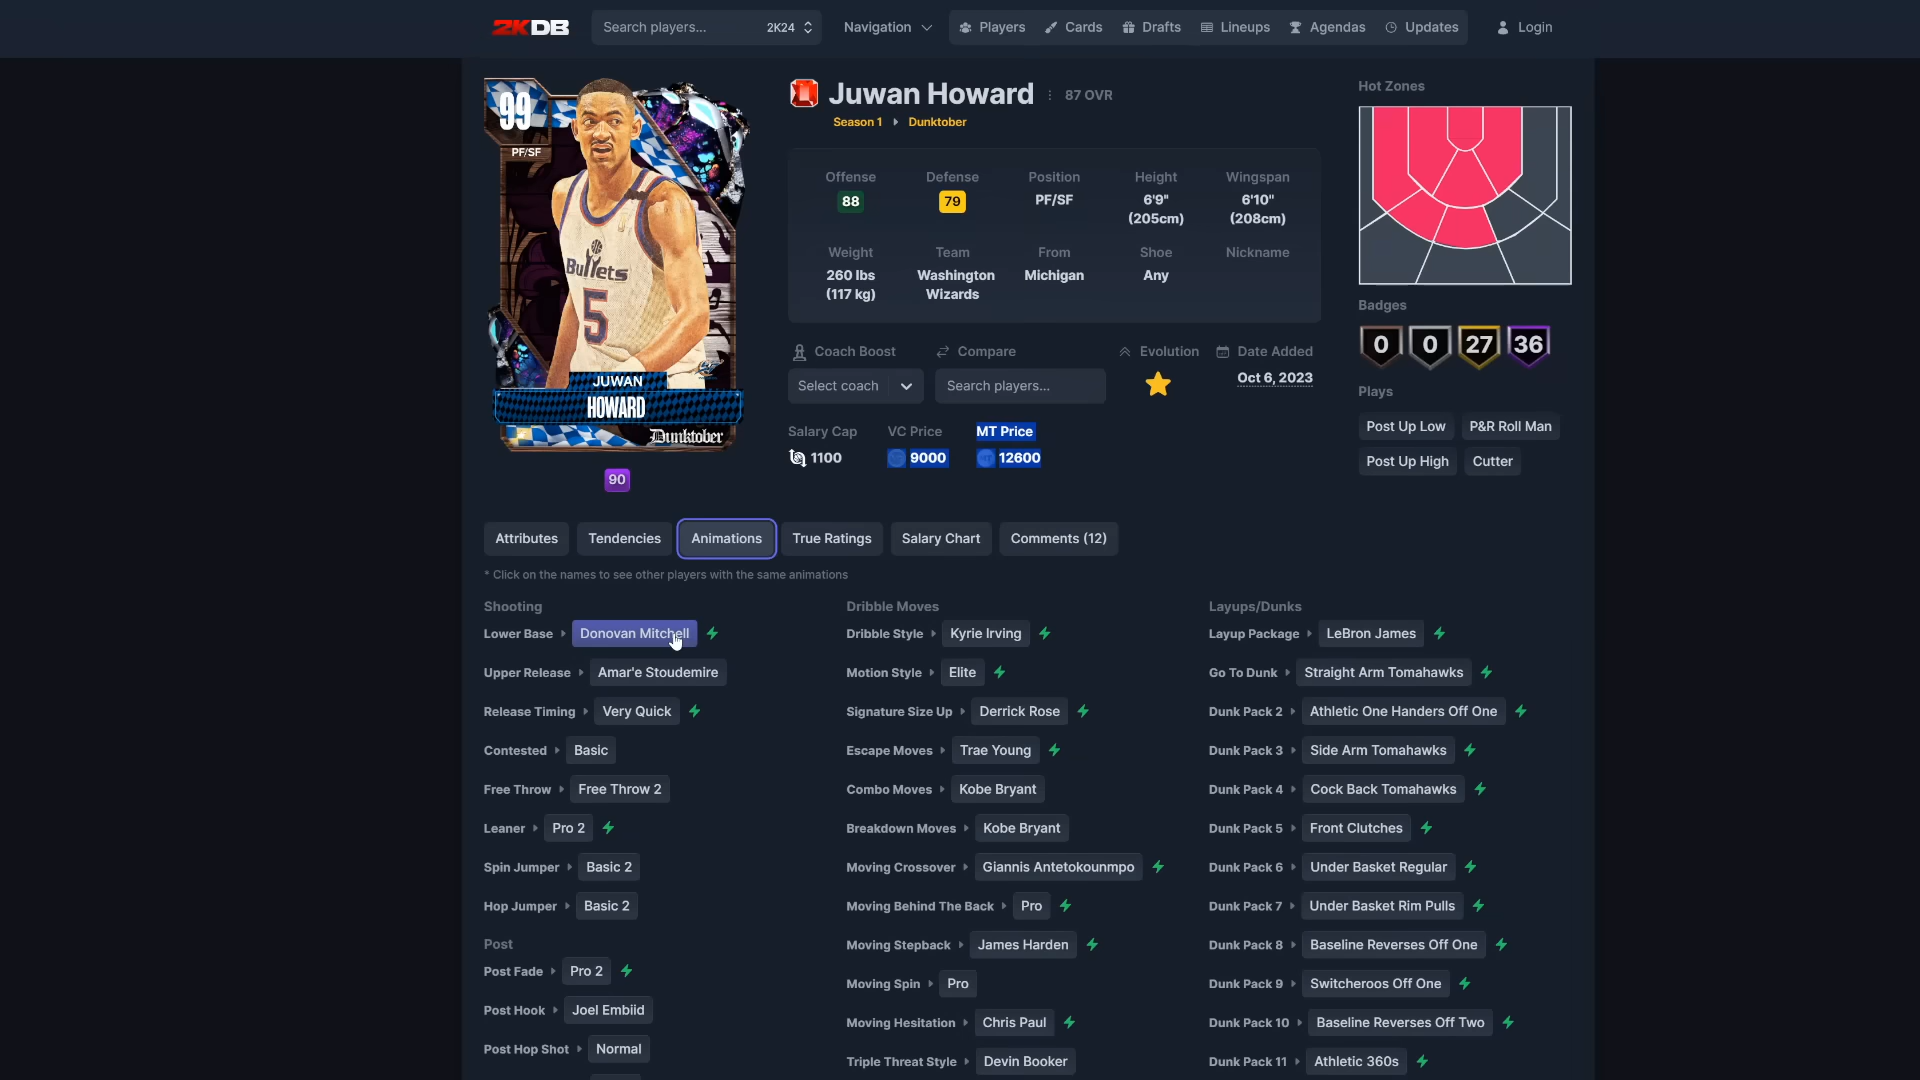 2KDB
Search players...
2K24
Navigation
Players
Cards
Drafts
Lineups
Agendas
Updates
Login
99
PF/SF
Bullets
5
JUWAN
HOWARD
Dunktober
90
Juwan Howard
87 OVR
Season 1
Dunktober
Offense
88
Defense
79
Position
PF/SF
Height
6'9"
(205cm)
Wingspan
6'10"
(208cm)
Weight
260 lbs
(117 kg)
Team
Washington
Wizards
From
Michigan
Shoe
Any
Nickname
Coach Boost
Select coach
Compare
Search players...
Evolution
Date Added
Oct 6, 2023
Salary Cap
1100
VC Price
9000
MT Price
12600
Hot Zones
Badges
0
0
27
36
Plays
Post Up Low
P&R Roll Man
Post Up High
Cutter
Attributes
Tendencies
Animations
True Ratings
Salary Chart
Comments (12)
* Click on the names to see other players with the same animations
Shooting
Lower Base Donovan Mitchell
Upper Release Amar'e Stoudemire
Release Timing Very Quick
Contested Basic
Free Throw Free Throw 2
Leaner Pro 2
Spin Jumper Basic 2
Hop Jumper Basic 2
Post
Post Fade Pro 2
Post Hook Joel Embiid
Post Hop Shot Normal
Dribble Moves
Dribble Style Kyrie Irving
Motion Style Elite
Signature Size Up Derrick Rose
Escape Moves Trae Young
Combo Moves Kobe Bryant
Breakdown Moves Kobe Bryant
Moving Crossover Giannis Antetokounmpo
Moving Behind The Back Pro
Moving Stepback James Harden
Moving Spin Pro
Moving Hesitation Chris Paul
Triple Threat Style Devin Booker
Layups/Dunks
Layup Package LeBron James
Go To Dunk Straight Arm Tomahawks
Dunk Pack 2 Athletic One Handers Off One
Dunk Pack 3 Side Arm Tomahawks
Dunk Pack 4 Cock Back Tomahawks
Dunk Pack 5 Front Clutches
Dunk Pack 6 Under Basket Regular
Dunk Pack 7 Under Basket Rim Pulls
Dunk Pack 8 Baseline Reverses Off One
Dunk Pack 9 Switcheroos Off One
Dunk Pack 10 Baseline Reverses Off Two
Dunk Pack 11 Athletic 360s